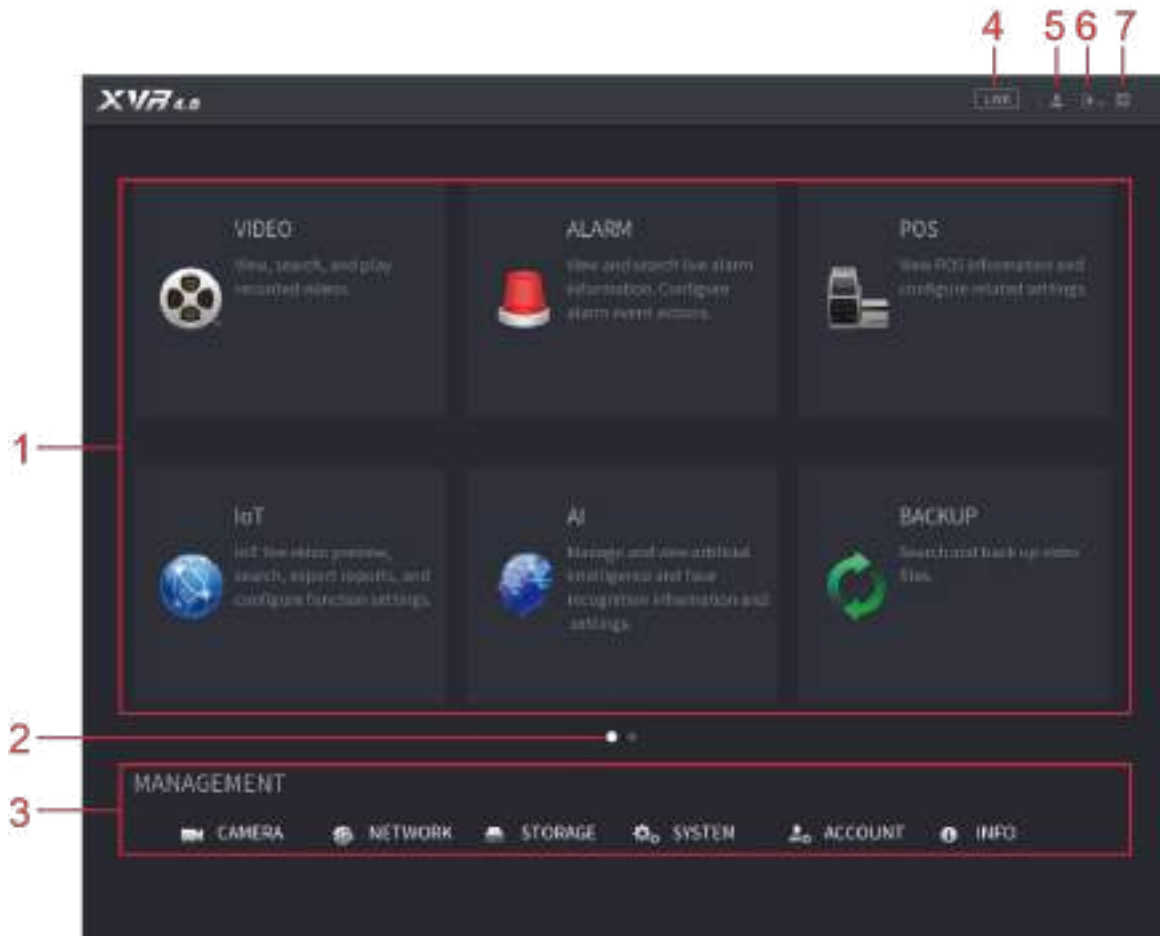 4 5 6 7
XVR 4.0
LIVE
VIDEO
View, search, and play
recorded videos.
ALARM
View and search live alarm
information. Configure
alarm event actions.
POS
View POS information and
configure related settings.
1
IoT
IoT live video preview,
search, export reports, and
configure function settings.
AI
Manage and view artificial
intelligence and face
recognition information and
settings.
BACKUP
Search and back up video
files.
2
MANAGEMENT
3
CAMERA NETWORK STORAGE SYSTEM ACCOUNT INFO